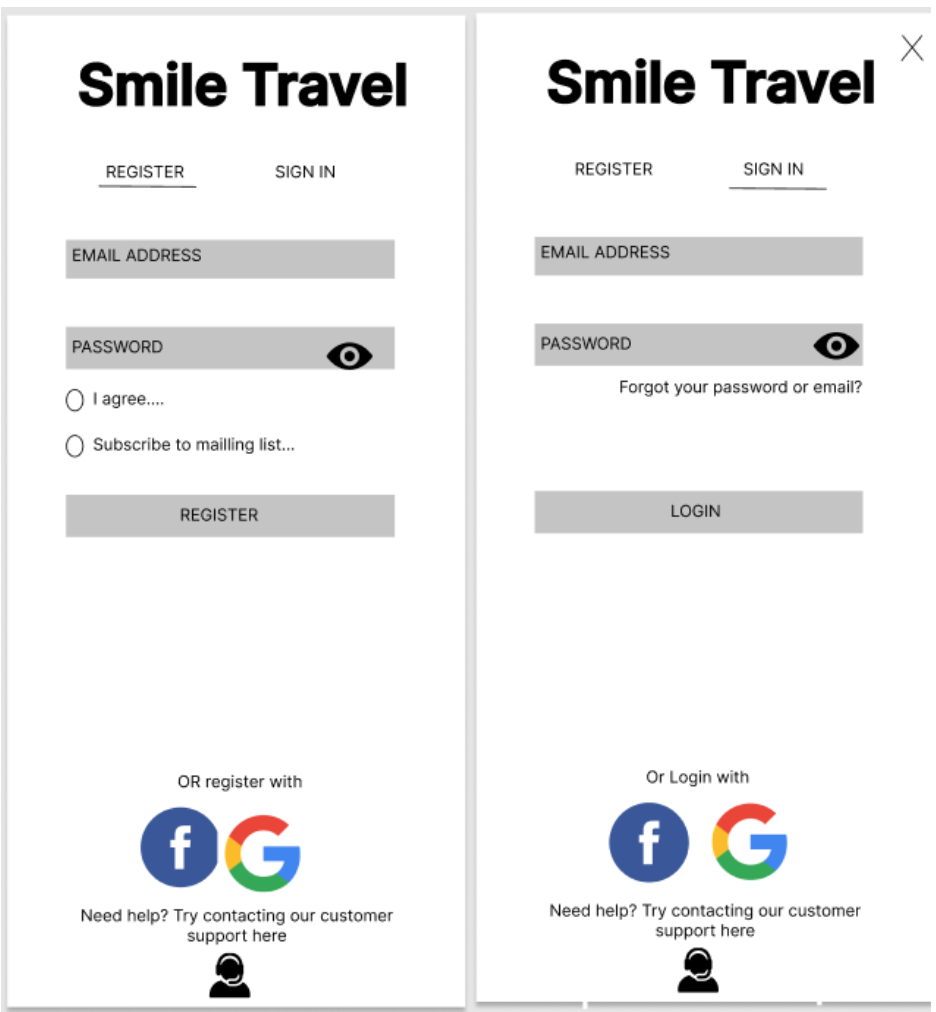 Smile Travel
REGISTER SIGN IN
EMAIL ADDRESS
PASSWORD
I agree....
Subscribe to mailling list...
REGISTER
OR register with
f G
Need help? Try contacting our customer
support here
Smile Travel
REGISTER SIGN IN
EMAIL ADDRESS
PASSWORD
Forgot your password or email?
LOGIN
Or Login with
f G
Need help? Try contacting our customer
support here